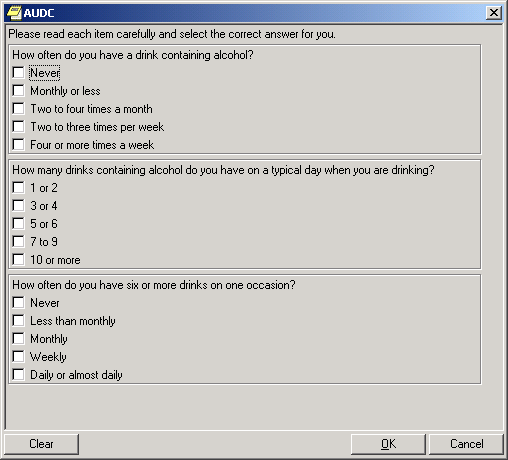 AUDC
Please read each item carefully and select the correct answer for you.
How often do you have a drink containing alcohol?
Never
Monthly or less
Two to four times a month
Two to three times per week
Four or more times a week
How many drinks containing alcohol do you have on a typical day when you are drinking?
1 or 2
3 or 4
5 or 6
7 to 9
10 or more
How often do you have six or more drinks on one occasion?
Never
Less than monthly
Monthly
Weekly
Daily or almost daily
Clear OK Cancel